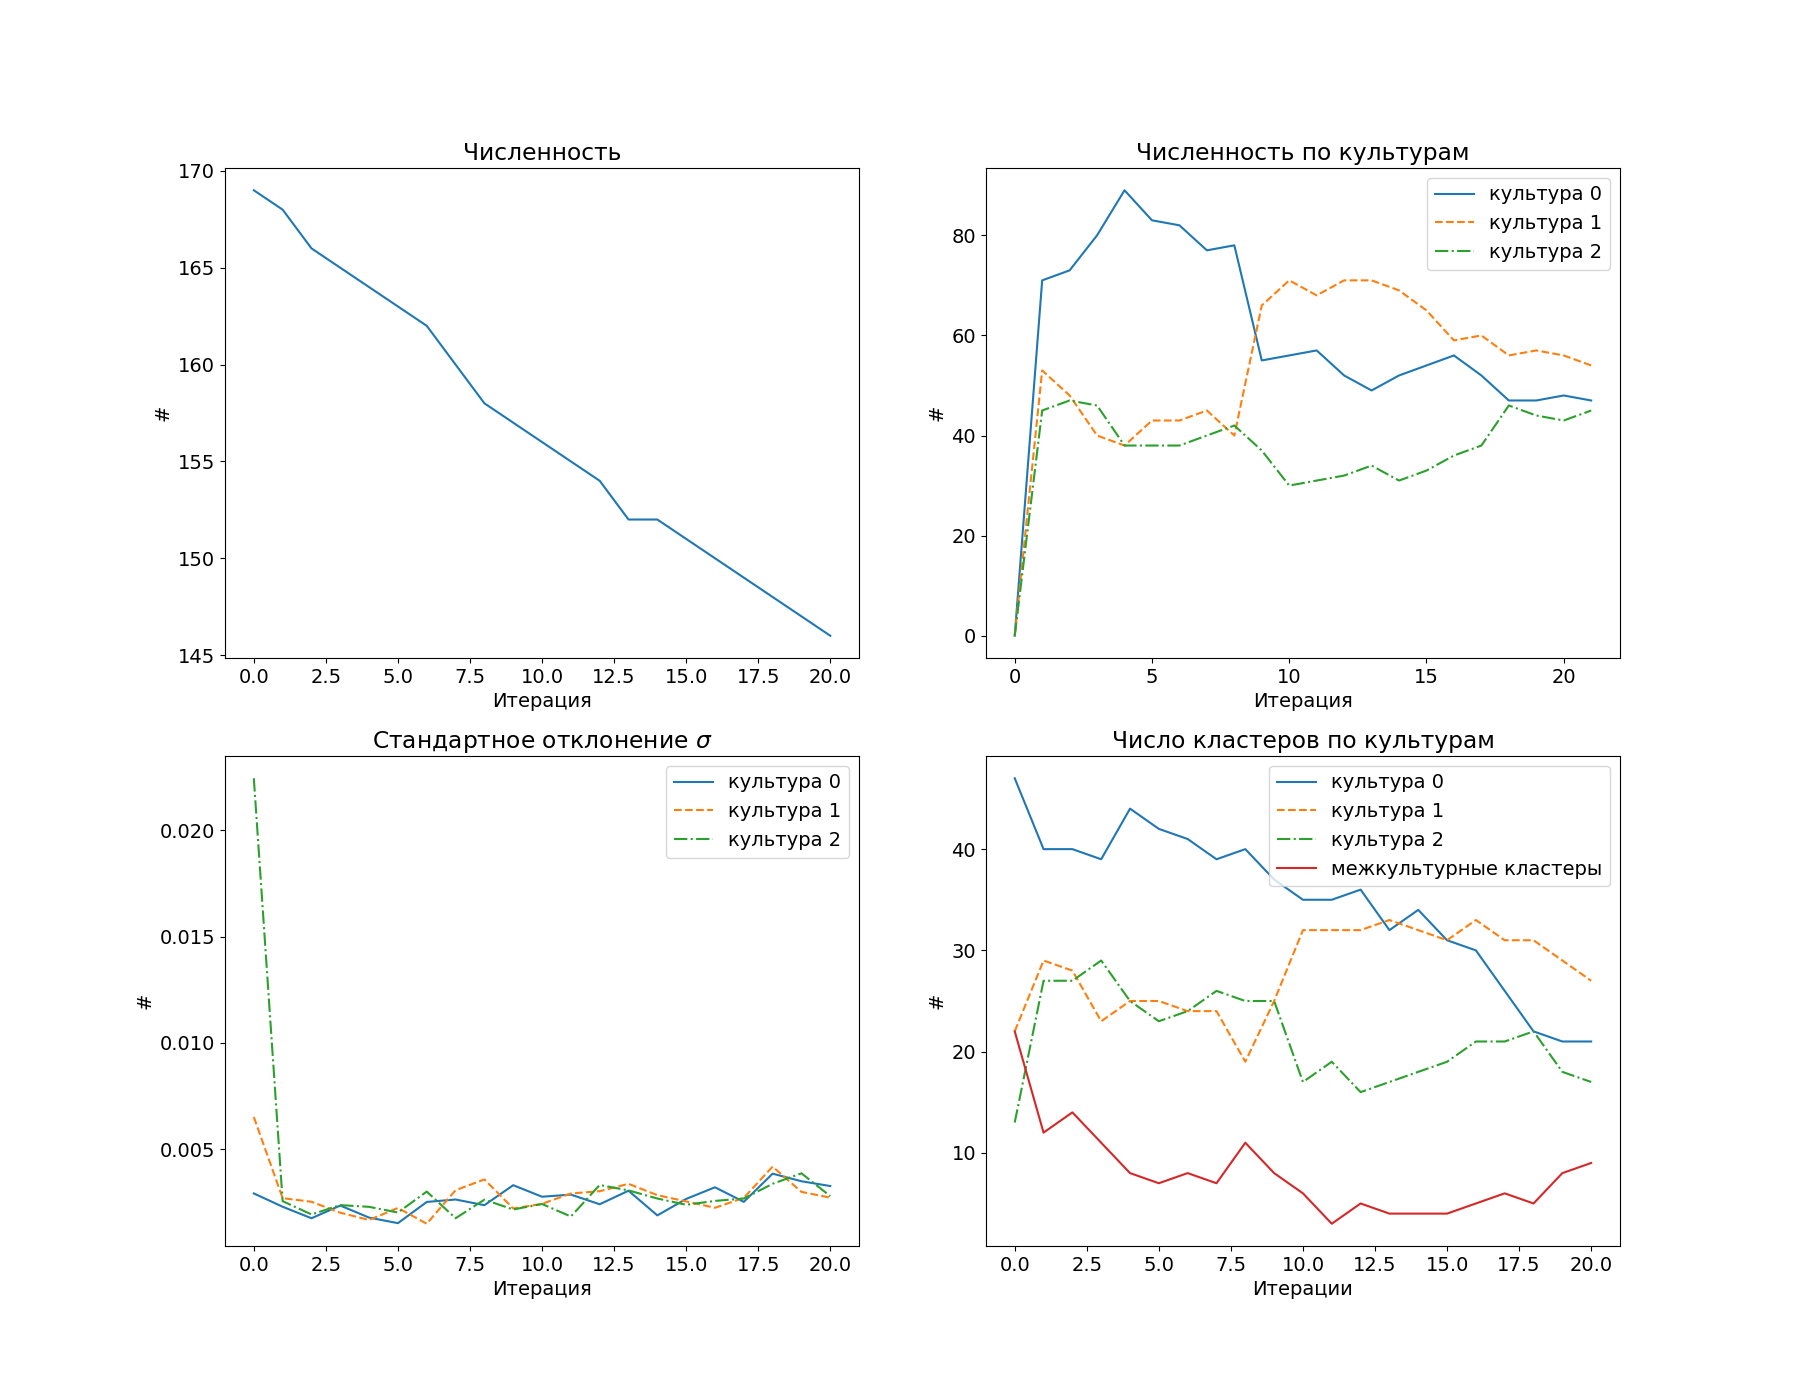 Численность
170
165
160
155
150
145
#
0.0 2.5 5.0 7.5 10.0 12.5 15.0 17.5 20.0
Итерация
Численность по культурам
культура 0
культура 1
культура 2
80
60
40
20
0
#
0 5 10 15 20
Итерация
Стандартное отклонение σ
культура 0
культура 1
культура 2
0.020
0.015
0.010
0.005
#
0.0 2.5 5.0 7.5 10.0 12.5 15.0 17.5 20.0
Итерация
Число кластеров по культурам
культура 0
культура 1
культура 2
межкультурные кластеры
40
30
20
10
#
0.0 2.5 5.0 7.5 10.0 12.5 15.0 17.5 20.0
Итерации